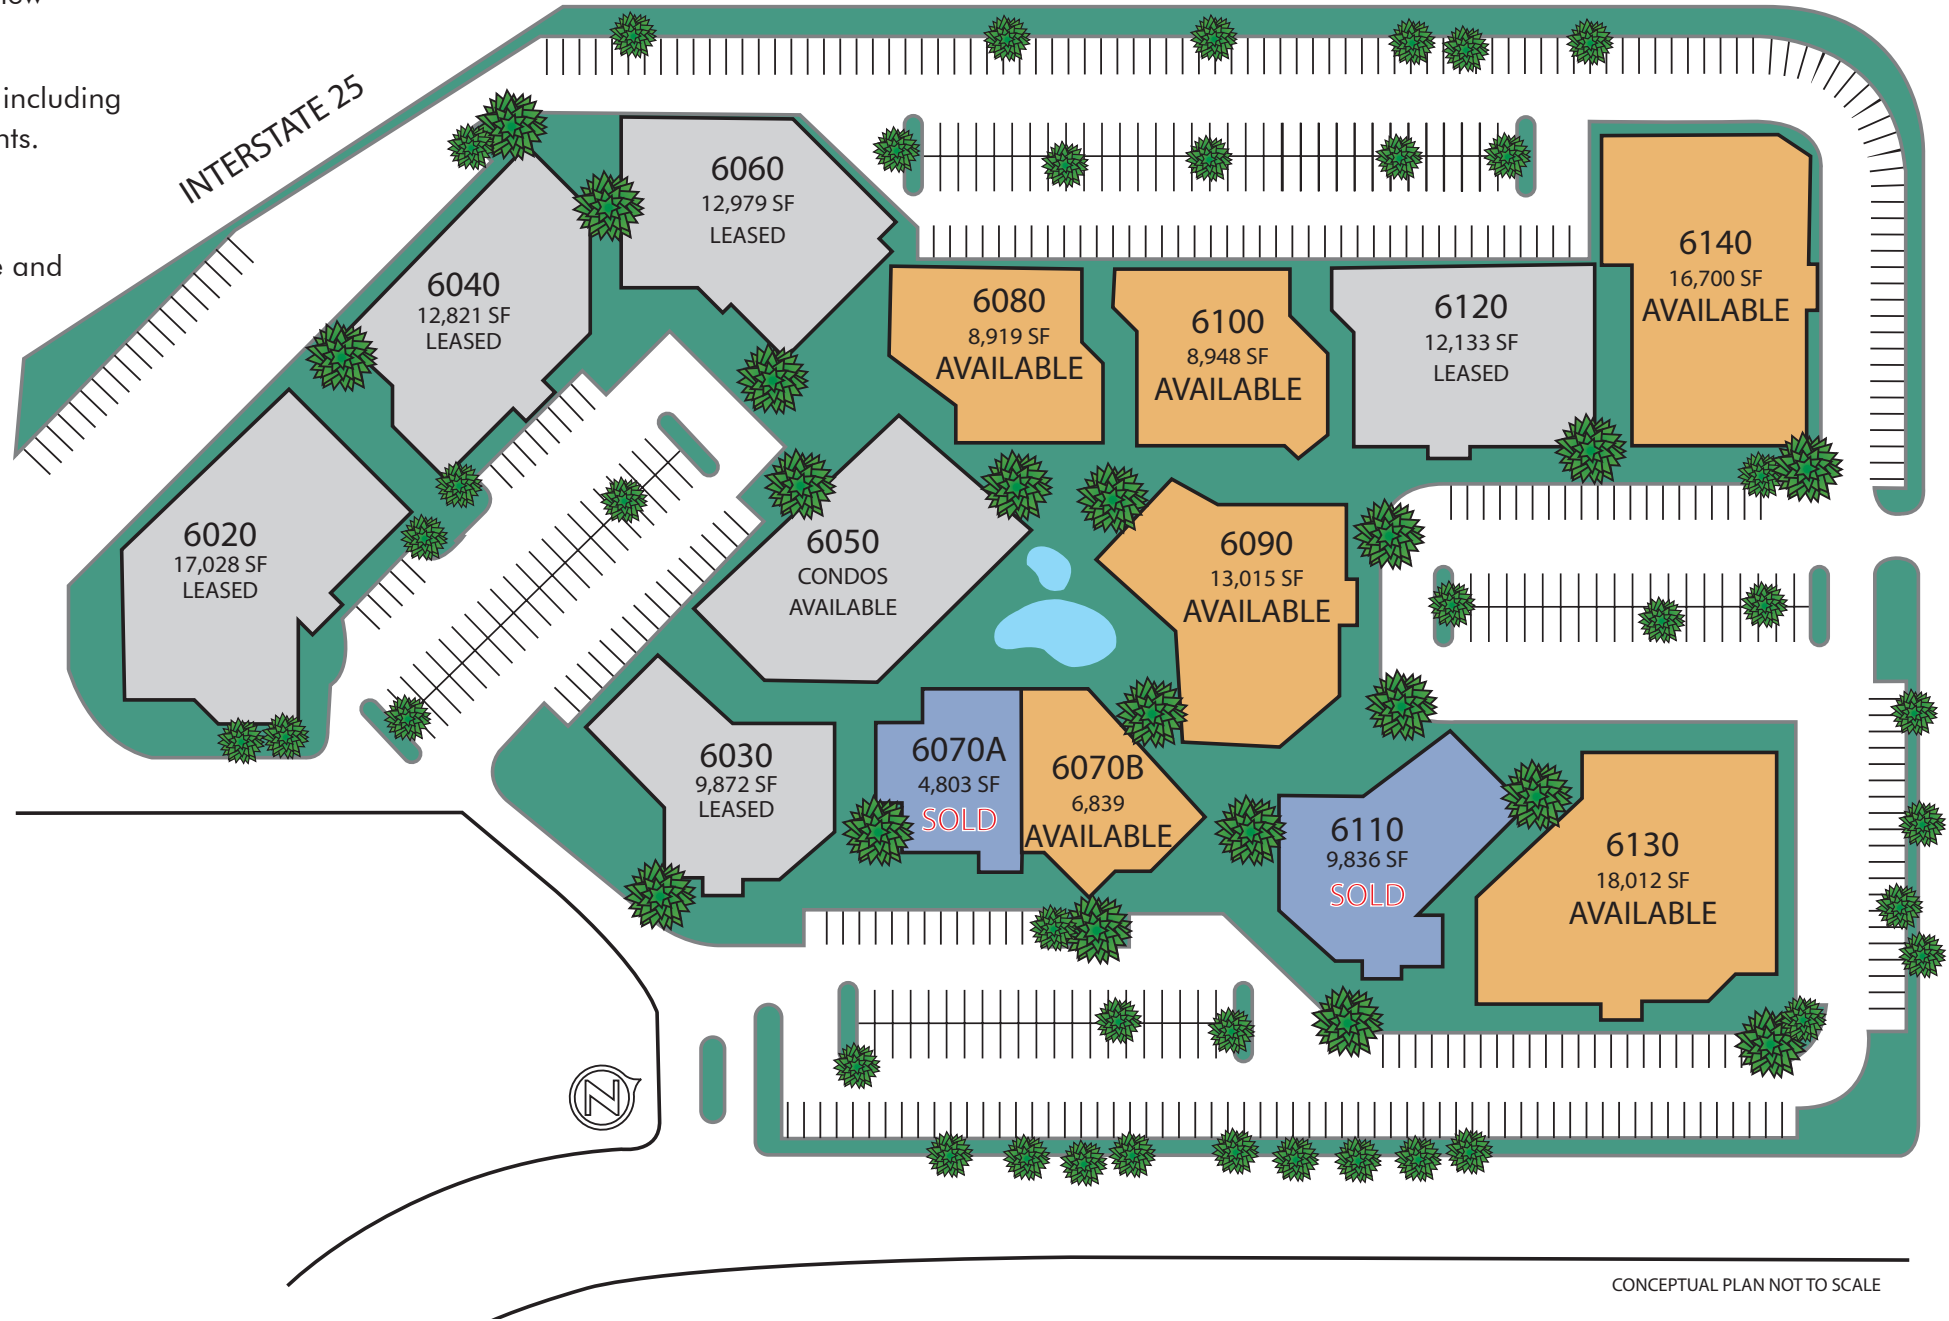 including
nts.
e and
INTERSTATE 25
6060
12,979 SF
LEASED
6040
12,821 SF
LEASED
6020
17,028 SF
LEASED
6080
8,919 SF
AVAILABLE
6100
8,948 SF
AVAILABLE
6120
12,133 SF
LEASED
6140
16,700 SF
AVAILABLE
6050
CONDOS
AVAILABLE
6090
13,015 SF
AVAILABLE
6030
9,872 SF
LEASED
6070A
4,803 SF
SOLD
6070B
6,839
AVAILABLE
6110
9,836 SF
SOLD
6130
18,012 SF
AVAILABLE
N
CONCEPTUAL PLAN NOT TO SCALE